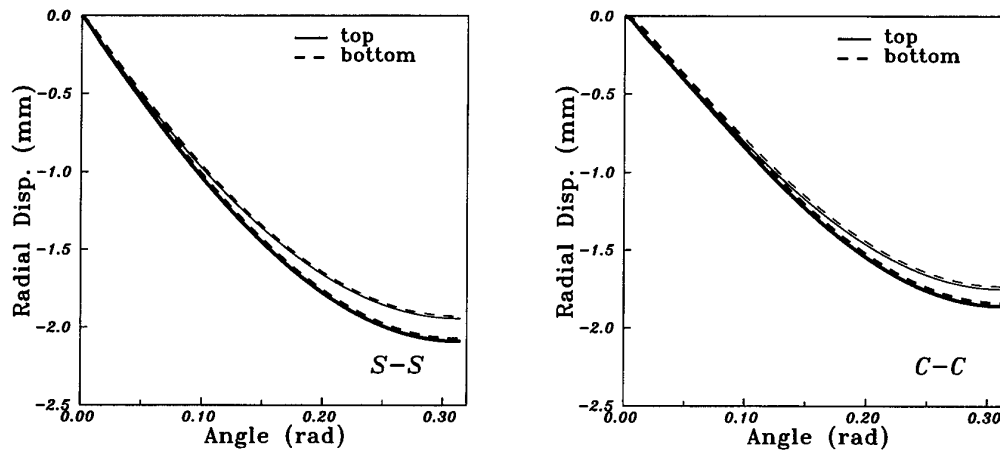 0.0
top
bottom
-0.5
-1.0
-1.5
-2.0
-2.5
Radial Disp. (mm)
S-S
0.00
0.10
0.20
0.30
Angle (rad)
0.0
top
bottom
-0.5
-1.0
-1.5
-2.0
-2.5
Radial Disp. (mm)
C-C
0.00
0.10
0.20
0.30
Angle (rad)